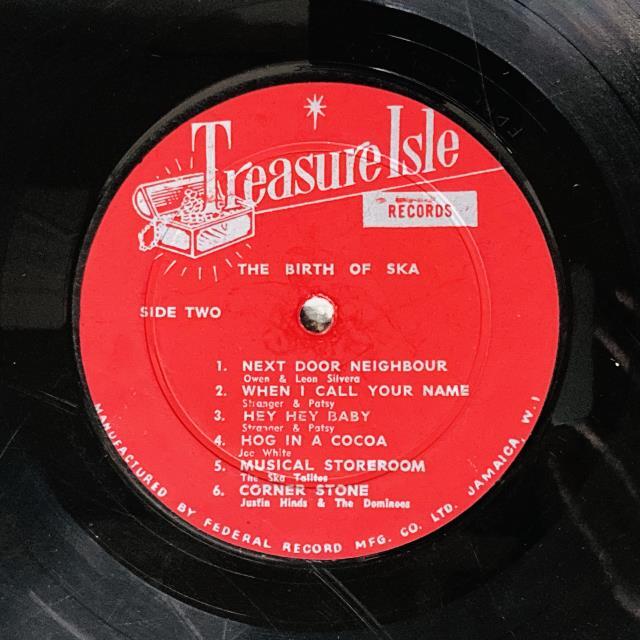 Treasure Isle
RECORDS
THE BIRTH OF SKA
SIDE TWO
1. NEXT DOOR NEIGHBOUR
Owen & Leon Silvera
2. WHEN I CALL YOUR NAME
Stranger & Patsy
3. HEY HEY BABY
Stranner & Patsy
4. HOG IN A COCOA
Joe White
5. MUSICAL STOREROOM
The Ska Talites
6. CORNER STONE
Justin Hinds & The Dominoes
MANUFACTURED BY FEDERAL RECORD MFG. CO. LTD. JAMAICA, W.I